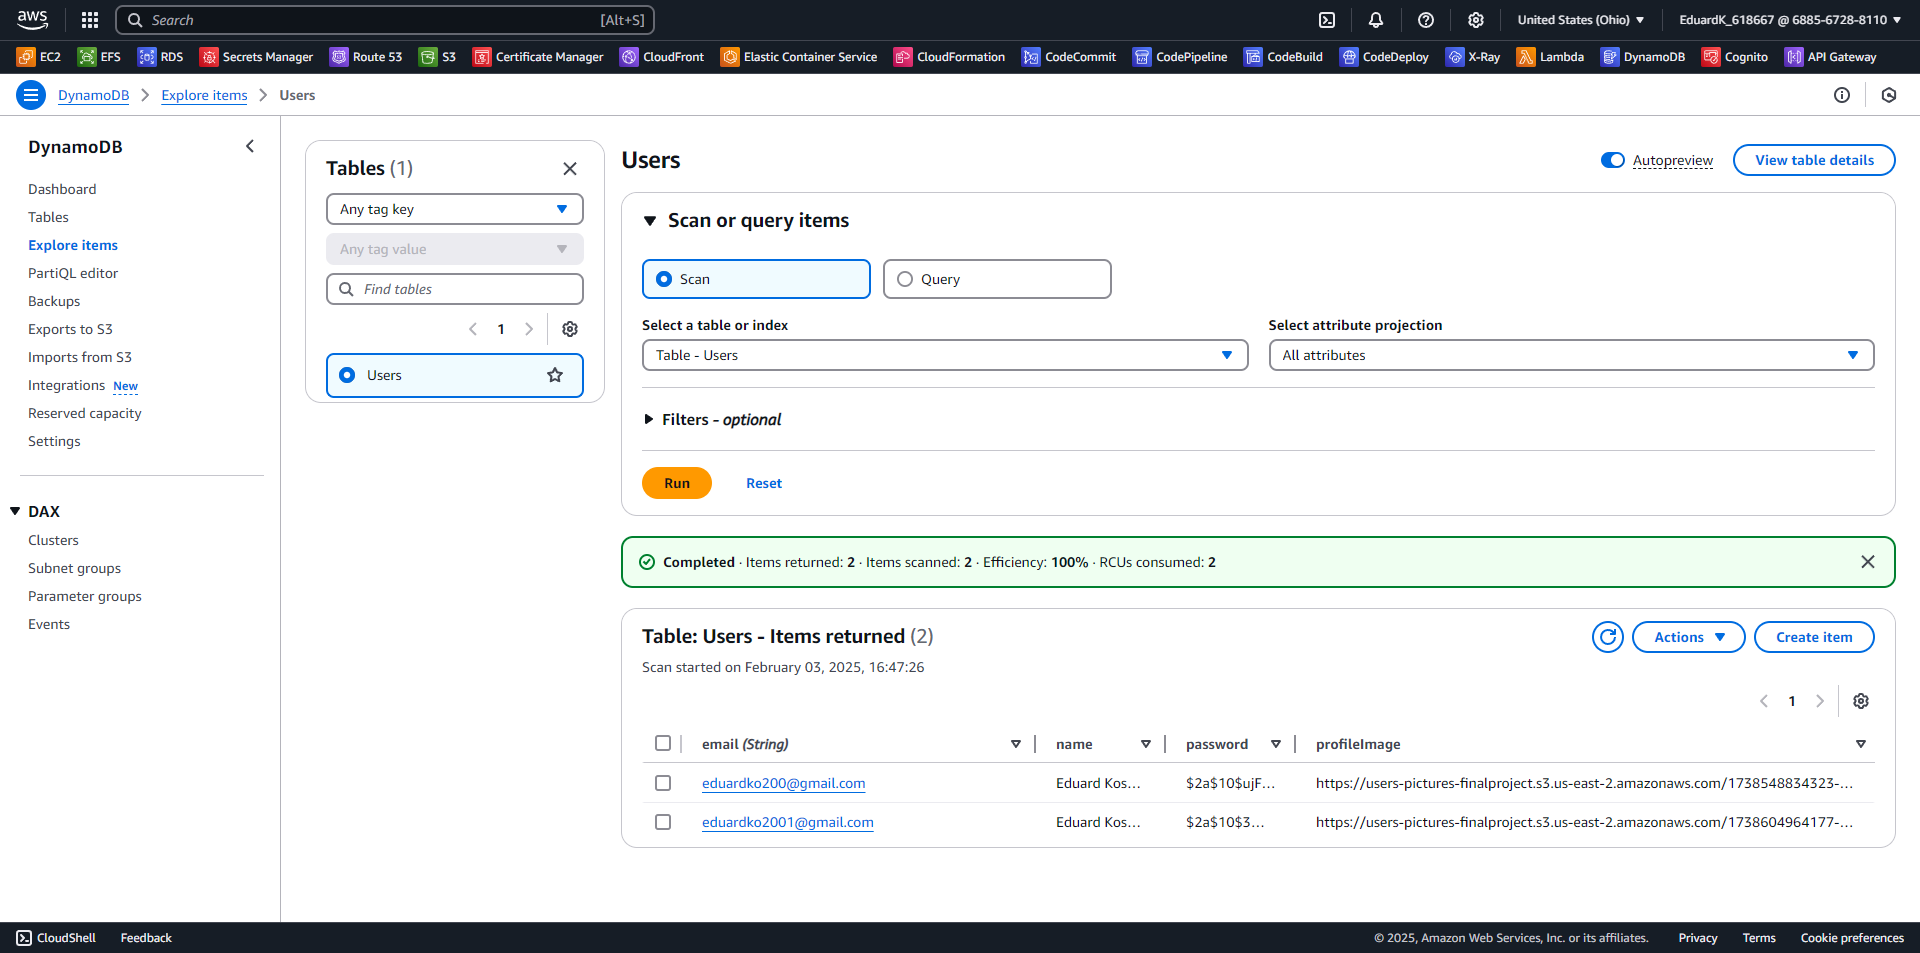 aws
Search [Alt+S] United States (Ohio) EduardK_618667 @ 6885-6728-8110
EC2 EFS RDS Secrets Manager Route 53 S3 Certificate Manager CloudFront Elastic Container Service CloudFormation CodeCommit CodePipeline CodeBuild CodeDeploy X-Ray Lambda DynamoDB Cognito API Gateway
DynamoDB Explore items Users
DynamoDB
Dashboard
Tables
Explore items
PartiQL editor
Backups
Exports to S3
Imports from S3
Integrations New
Reserved capacity
Settings
DAX
Clusters
Subnet groups
Parameter groups
Events
Tables (1)
Any tag key
Any tag value
Find tables
1
Users
Users
Autopreview View table details
Scan or query items
Scan Query
Select a table or index Select attribute projection
Table - Users All attributes
Filters - optional
Run Reset
Completed · Items returned: 2 · Items scanned: 2 · Efficiency: 100% · RCUs consumed: 2
Table: Users - Items returned (2)
Actions Create item
Scan started on February 03, 2025, 16:47:26
1
email (String) name password profileImage
eduardko200@gmail.com Eduard Kos... $2a$10$ujF... https://users-pictures-finalproject.s3.us-east-2.amazonaws.com/1738548834323-...
eduardko2001@gmail.com Eduard Kos... $2a$10$3... https://users-pictures-finalproject.s3.us-east-2.amazonaws.com/1738604964177-...
CloudShell Feedback © 2025, Amazon Web Services, Inc. or its affiliates. Privacy Terms Cookie preferences